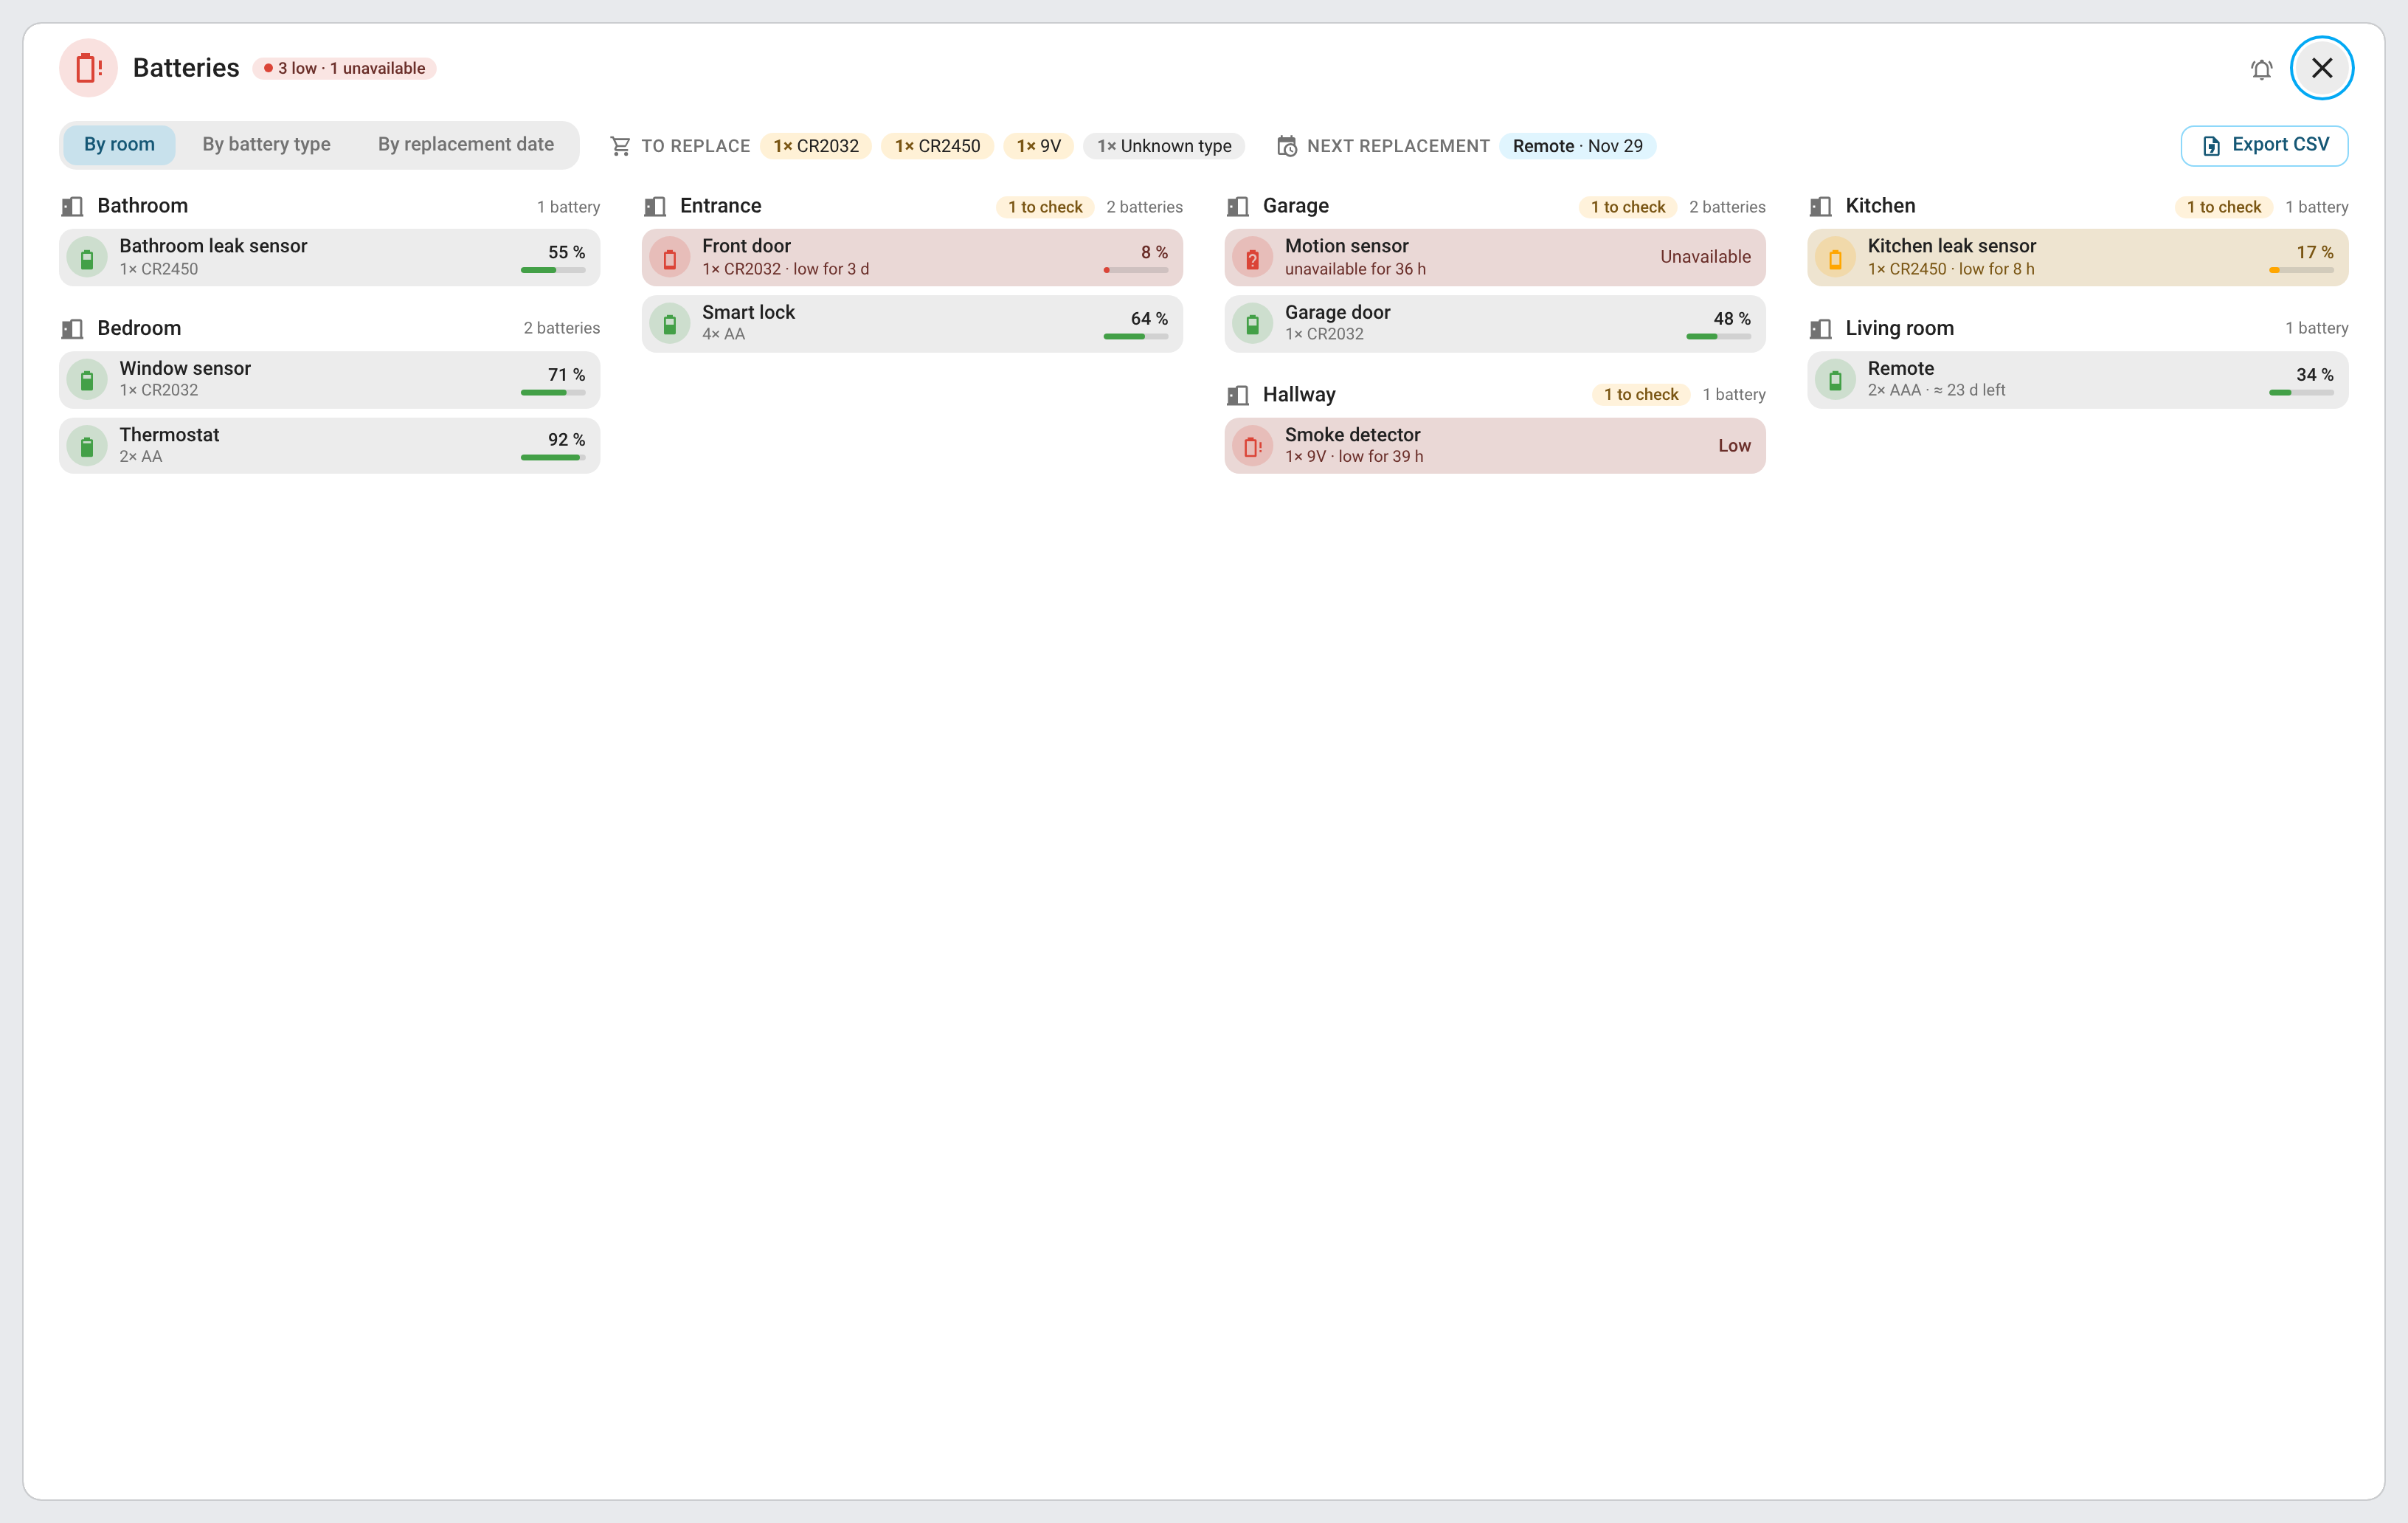 Batteries
3 low · 1 unavailable
By room
By battery type
By replacement date
TO REPLACE
1× CR2032
1× CR2450
1× 9V
1× Unknown type
NEXT REPLACEMENT
Remote · Nov 29
Export CSV
Bathroom
1 battery
Bathroom leak sensor
1× CR2450
55 %
Bedroom
2 batteries
Window sensor
1× CR2032
71 %
Thermostat
2× AA
92 %
Entrance
1 to check
2 batteries
Front door
1× CR2032 · low for 3 d
8 %
Smart lock
4× AA
64 %
Garage
1 to check
2 batteries
Motion sensor
unavailable for 36 h
Unavailable
Garage door
1× CR2032
48 %
Hallway
1 to check
1 battery
Smoke detector
1× 9V · low for 39 h
Low
Kitchen
1 to check
1 battery
Kitchen leak sensor
1× CR2450 · low for 8 h
17 %
Living room
1 battery
Remote
2× AAA · ≈ 23 d left
34 %